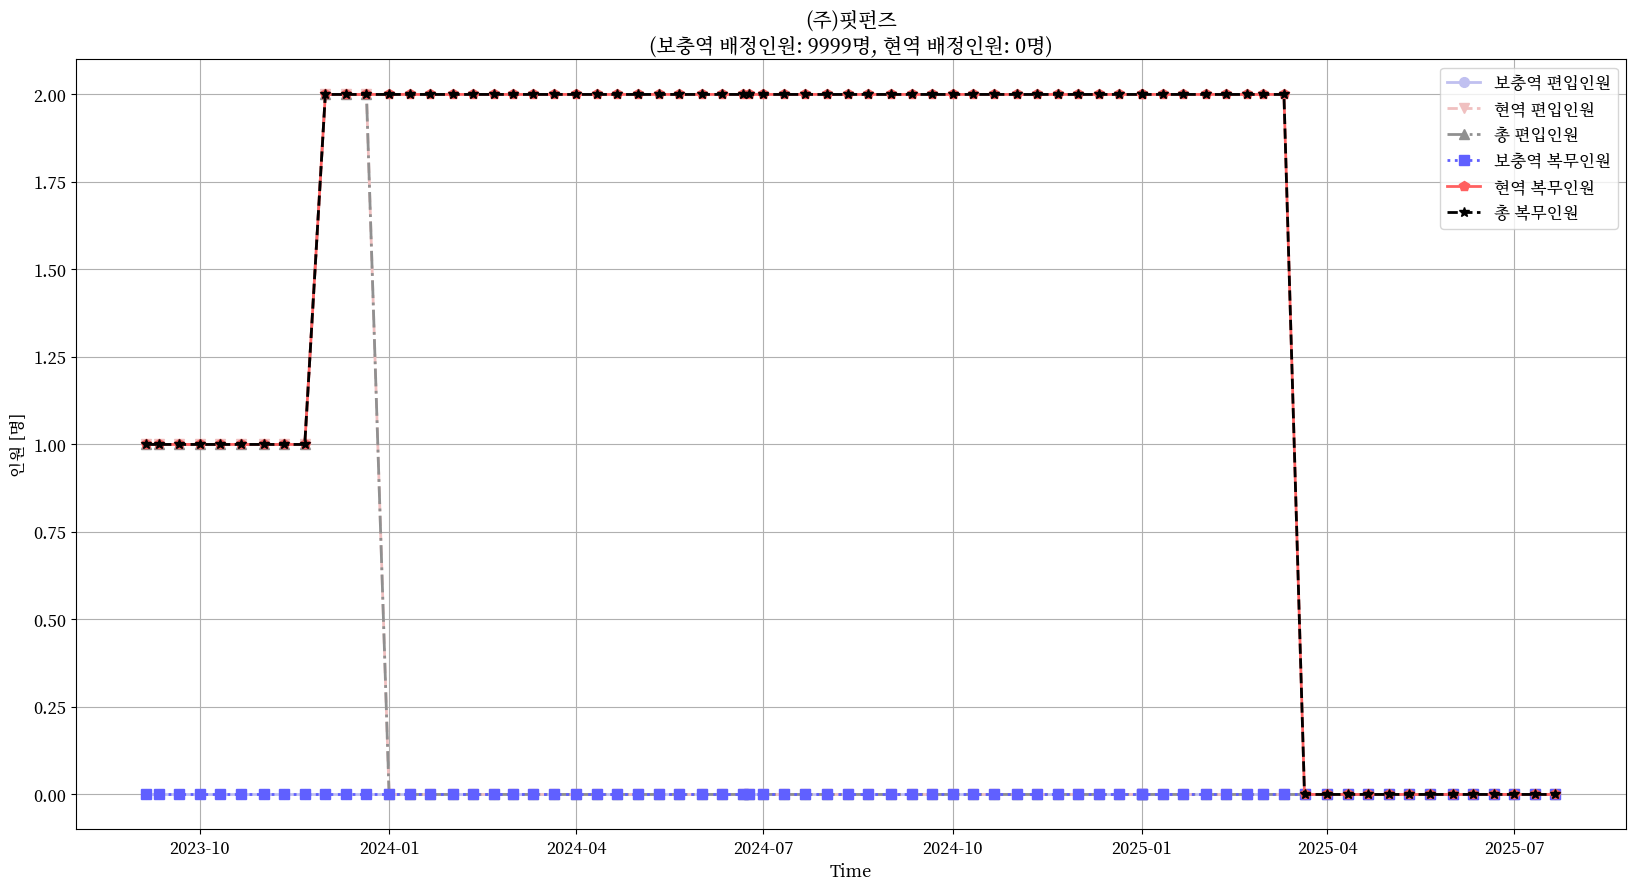 (주)핏펀즈
(보충역 배정인원: 9999명, 현역 배정인원: 0명)
보충역 편입인원
현역 편입인원
총 편입인원
보충역 복무인원
현역 복무인원
총 복무인원
인원 [명]
2.00
1.75
1.50
1.25
1.00
0.75
0.50
0.25
0.00
2023-10 2024-01 2024-04 2024-07 2024-10 2025-01 2025-04 2025-07
Time